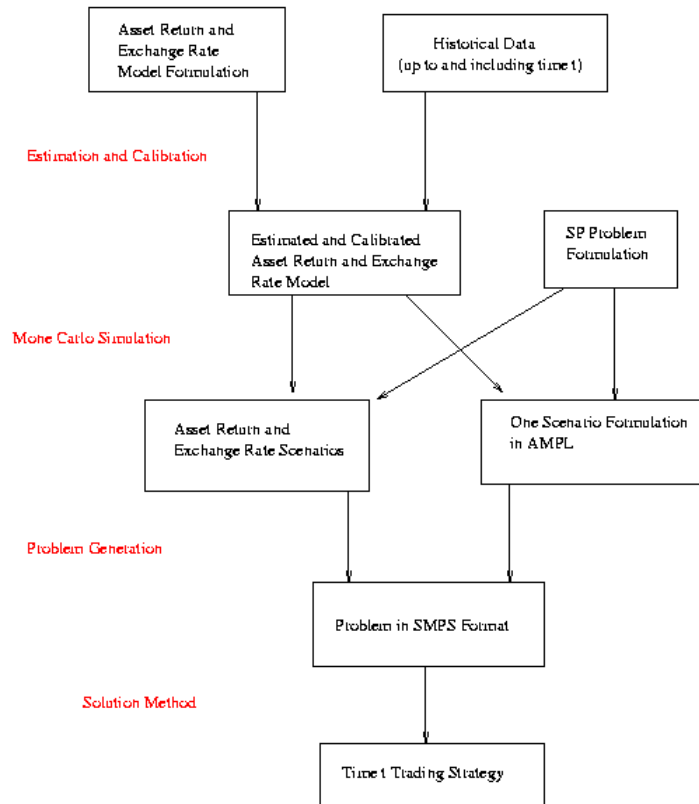 Asset Return and
Exchange Rate
Model Formulation
Historical Data
(up to and including time t)
Estimation and Calibration
Estimated and Calibrated
Asset Return and Exchange
Rate Model
SP Problem
Formulation
Mone Carlo Simulation
Asset Return and
Exchange Rate Scenarios
One Scenario Formulation
in AMPL
Problem Generation
Problem in SMPS Format
Solution Method
Time t Trading Strategy